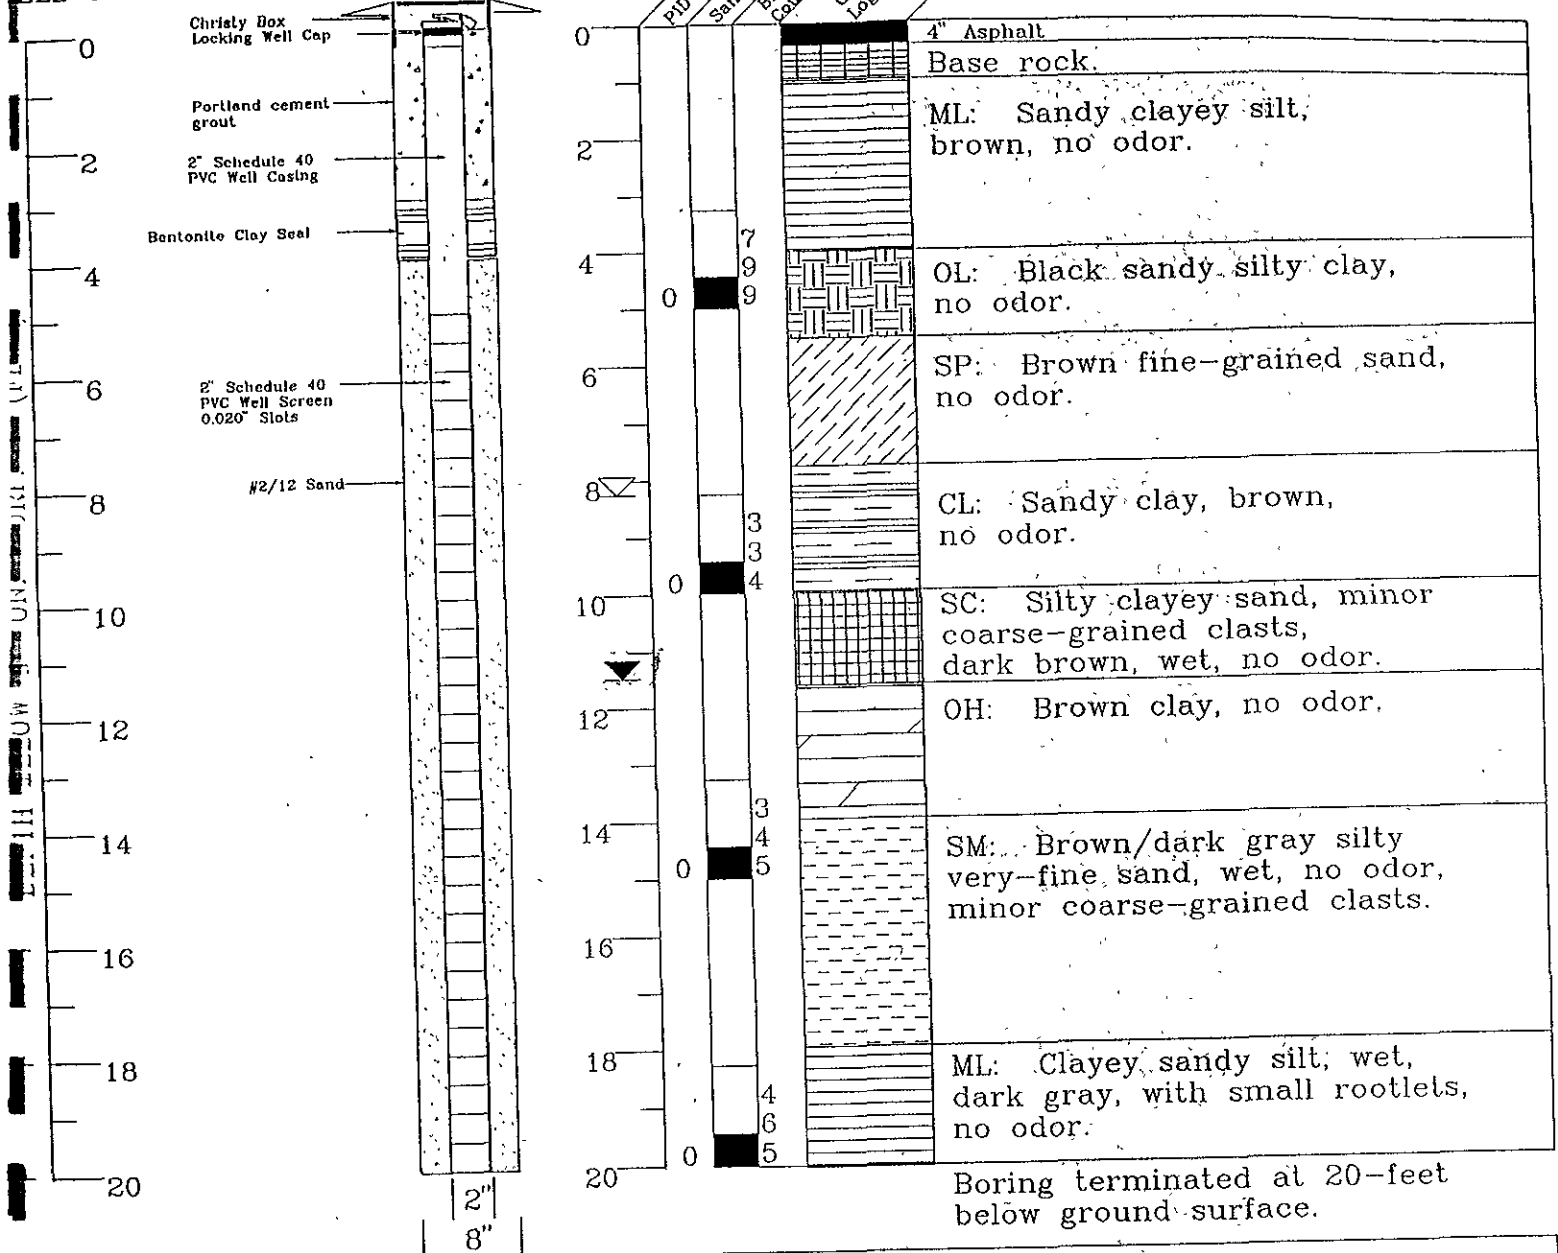 Christy Box
Locking Well Cap
Portland cement
grout
2" Schedule 40
PVC Well Casing
Bentonite Clay Seal
2" Schedule 40
PVC Well Screen
0.020" Slots
#2/12 Sand
0
2
4
6
8
10
12
14
16
18
20
2"
8"
PID
0
2
4
6
8
10
12
14
16
18
20
0
7
9
9
0
3
3
4
0
3
4
5
0
4
6
5
4" Asphalt
Base rock.
ML: Sandy clayey silt,
brown, no odor.
OL: Black sandy silty clay,
no odor.
SP: Brown fine-grained sand,
no odor.
CL: Sandy clay, brown,
no odor.
SC: Silty clayey sand, minor
coarse-grained clasts,
dark brown, wet, no odor.
OH: Brown clay, no odor.
SM: Brown/dark gray silty
very-fine sand, wet, no odor,
minor coarse-grained clasts.
ML: Clayey sandy silt, wet,
dark gray, with small rootlets,
no odor.
Boring terminated at 20-feet
below ground surface.